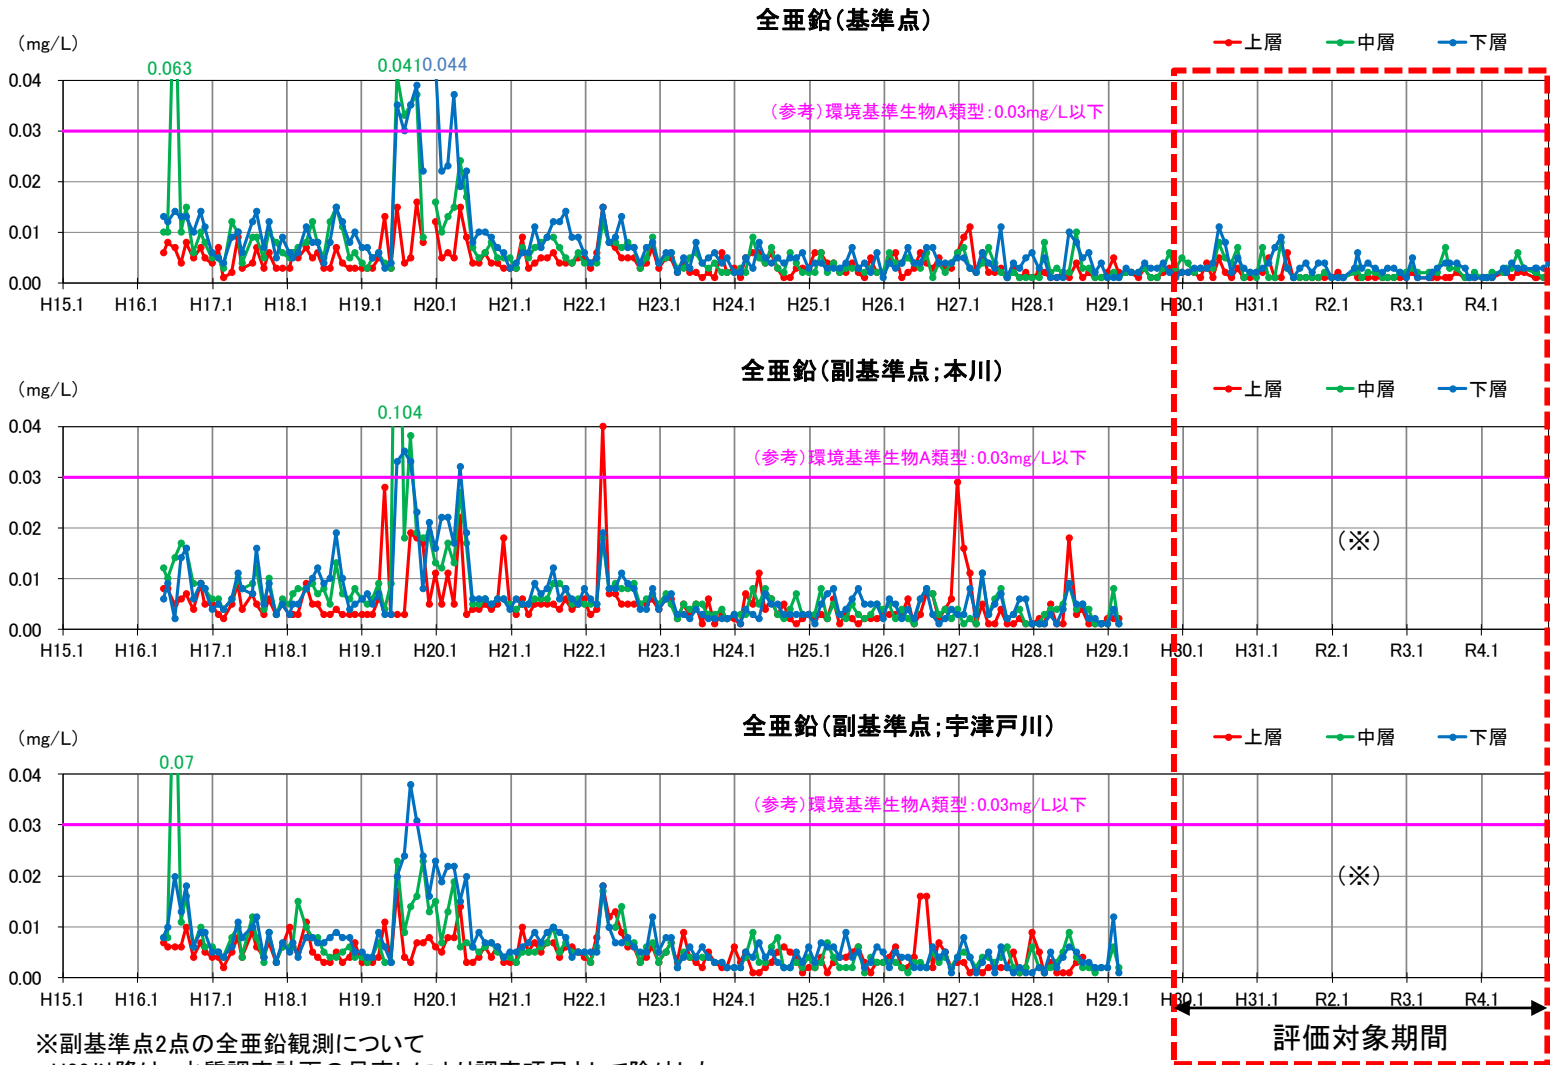 全亜鉛(基準点)
(mg/L)
上層 中層 下層
0.063 0.041 0.044
(参考)環境基準生物A類型:0.03mg/L以下
0.04
0.03
0.02
0.01
0.00
H15.1 H16.1 H17.1 H18.1 H19.1 H20.1 H21.1 H22.1 H23.1 H24.1 H25.1 H26.1 H27.1 H28.1 H29.1 H30.1 H31.1 R2.1 R3.1 R4.1
全亜鉛(副基準点;本川)
(mg/L)
上層 中層 下層
0.104
(参考)環境基準生物A類型:0.03mg/L以下
0.04
0.03
0.02
0.01
0.00
(※)
H15.1 H16.1 H17.1 H18.1 H19.1 H20.1 H21.1 H22.1 H23.1 H24.1 H25.1 H26.1 H27.1 H28.1 H29.1 H30.1 H31.1 R2.1 R3.1 R4.1
全亜鉛(副基準点;宇津戸川)
(mg/L)
上層 中層 下層
0.07
(参考)環境基準生物A類型:0.03mg/L以下
0.04
0.03
0.02
0.01
0.00
(※)
H15.1 H16.1 H17.1 H18.1 H19.1 H20.1 H21.1 H22.1 H23.1 H24.1 H25.1 H26.1 H27.1 H28.1 H29.1 H30.1 H31.1 R2.1 R3.1 R4.1
評価対象期間
※副基準点2点の全亜鉛観測について